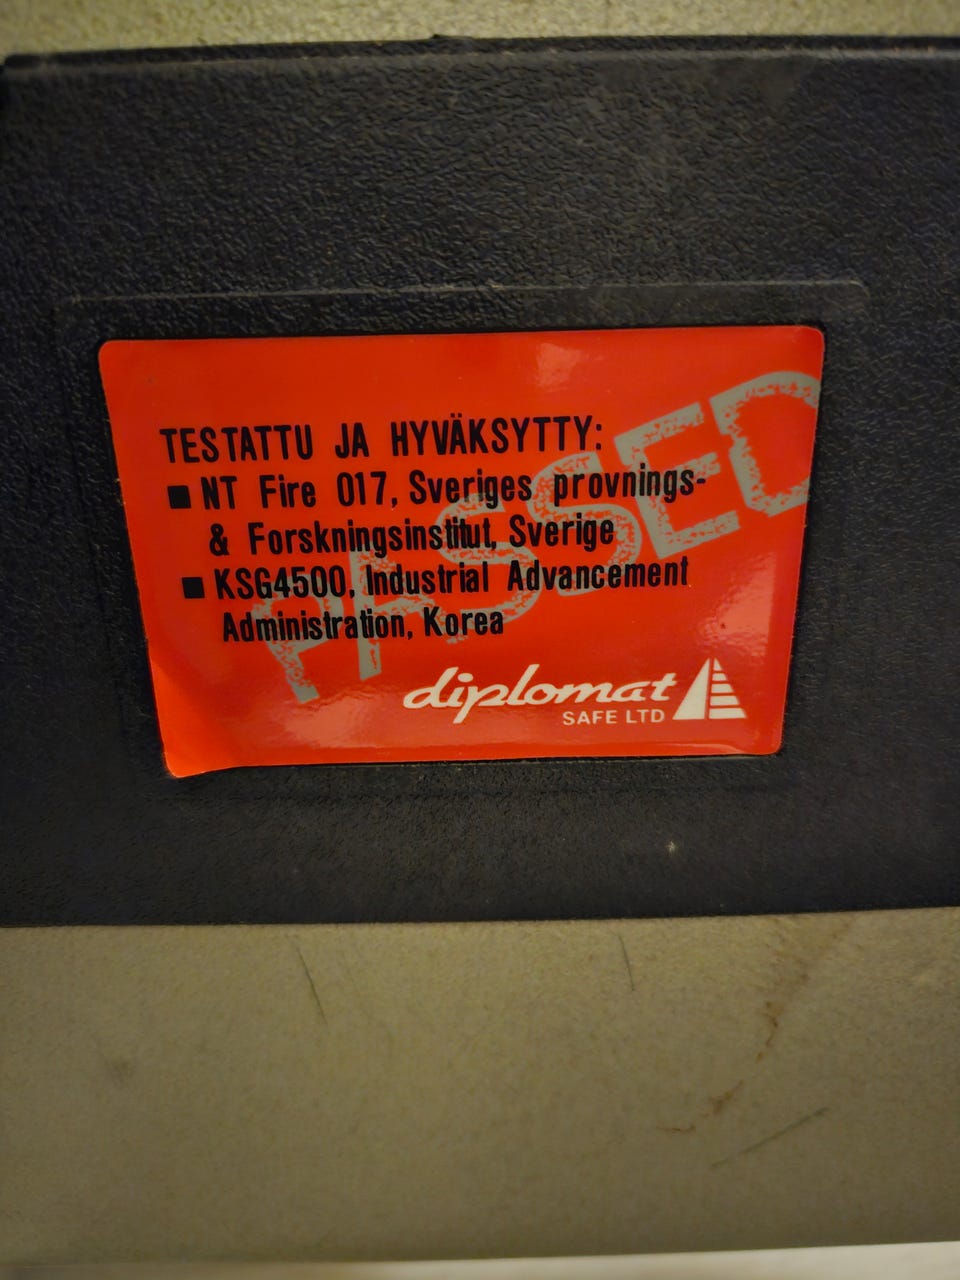 TESTATTU JA HYVÄKSYTTY:
■ NT Fire 017, Sveriges provnings-
& Forskningsinstitut, Sverige
■ KSG4500, Industrial Advancement
Administration, Korea
PASSED
diplomat
SAFE LTD